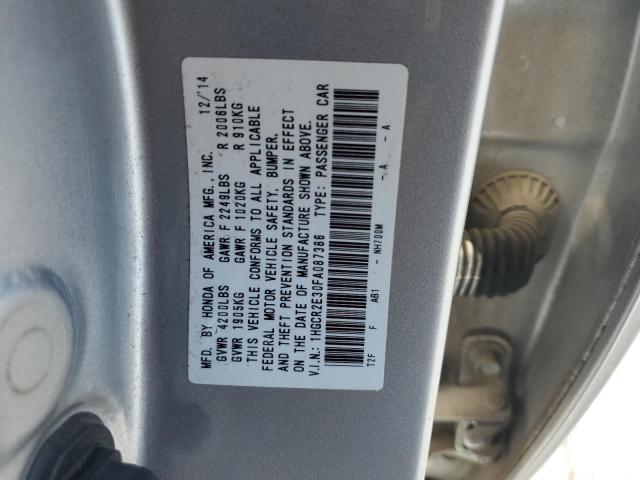 MFD. BY HONDA OF AMERICA MFG., INC. 12/'14
GVWR 4200LBS GAWR F 2249LBS R 2006LBS
GVWR 1905KG GAWR F 1020KG R 910KG
THIS VEHICLE CONFORMS TO ALL APPLICABLE
FEDERAL MOTOR VEHICLE SAFETY, BUMPER,
AND THEFT PREVENTION STANDARDS IN EFFECT
ON THE DATE OF MANUFACTURE SHOWN ABOVE.
V.I.N.: 1HGCR2E30FA087386 TYPE: PASSENGER CAR
T2F F AB1 - NH700M A - A